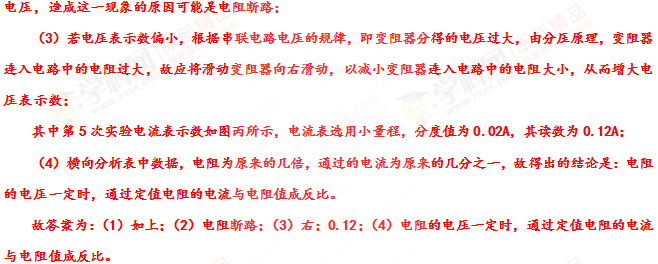 电压，造成这一现象的原因可能是电阻断路；
（3）若电压表示数偏小，根据串联电路电压的规律，即变阻器分得的电压过大，由分压原理，变阻器
连入电路中的电阻过大，故应将滑动变阻器向右滑动，以减小变阻器连入电路中的电阻大小，从而增大电
压表示数；
其中第 5 次实验电流表示数如图丙所示，电流表选用小量程，分度值为 0.02A，其读数为 0.12A；
（4）横向分析表中数据，电阻为原来的几倍，通过的电流为原来的几分之一，故得出的结论是：电阻
的电压一定时，通过定值电阻的电流与电阻值成反比。
故答案为：（1）如上；（2）电阻断路；（3）右；0.12；（4）电阻的电压一定时，通过定值电阻的电流
与电阻值成反比。